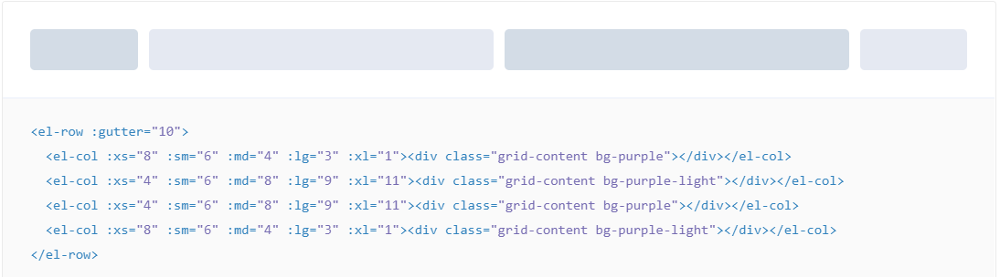 <el-row :gutter="10">
  <el-col :xs="8" :sm="6" :md="4" :lg="3" :xl="1"><div class="grid-content bg-purple"></div></el-col>
  <el-col :xs="4" :sm="6" :md="8" :lg="9" :xl="11"><div class="grid-content bg-purple-light"></div></el-col>
  <el-col :xs="4" :sm="6" :md="8" :lg="9" :xl="11"><div class="grid-content bg-purple"></div></el-col>
  <el-col :xs="8" :sm="6" :md="4" :lg="3" :xl="1"><div class="grid-content bg-purple-light"></div></el-col>
</el-row>